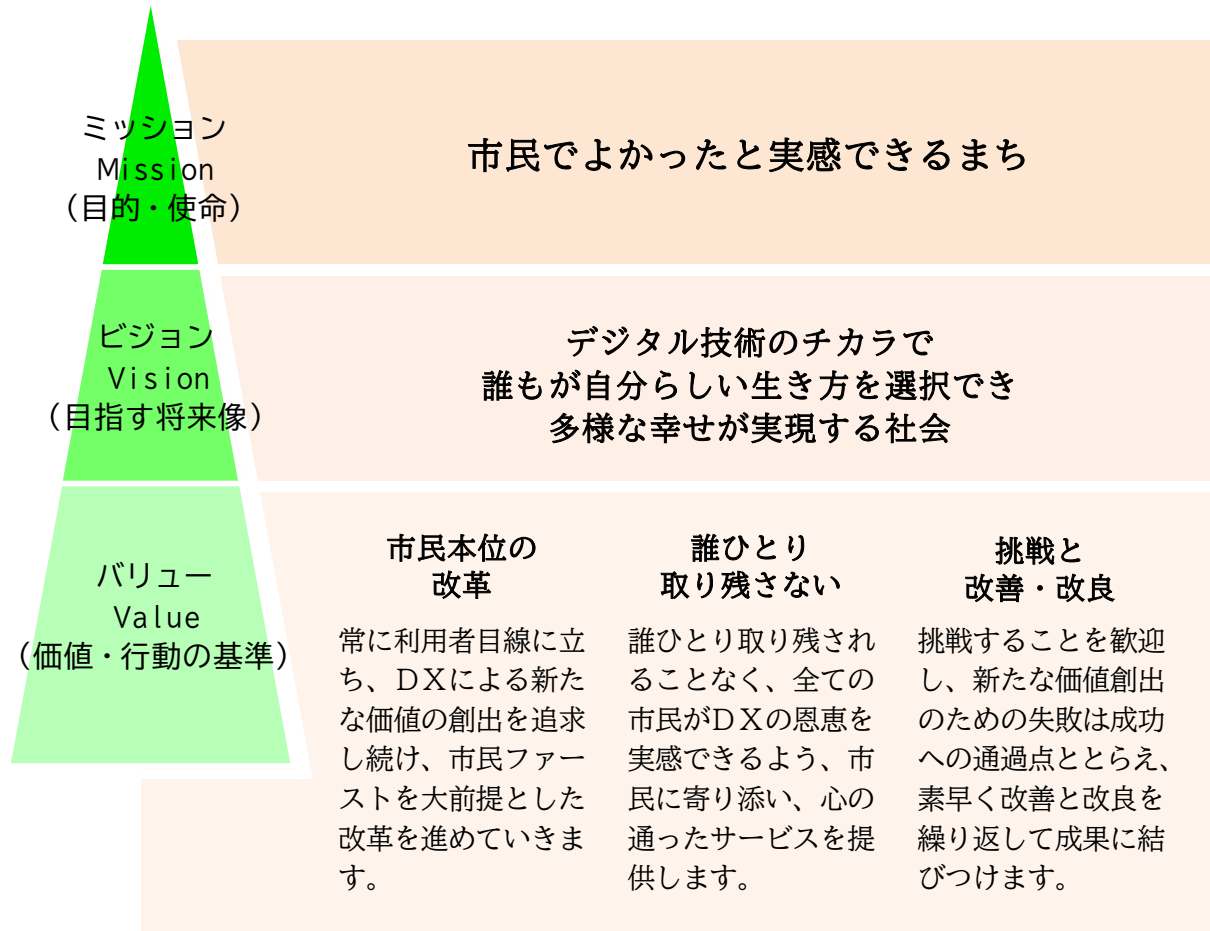 ミッション
Mission
（目的・使命）
市民でよかったと実感できるまち
ビジョン
Vision
（目指す将来像）
デジタル技術のチカラで
誰もが自分らしい生き方を選択でき
多様な幸せが実現する社会
バリュー
Value
（価値・行動の基準）
市民本位の
改革
常に利用者目線に立
ち、ＤＸによる新た
な価値の創出を追求
し続け、市民ファー
ストを大前提とした
改革を進めていきま
す。
誰ひとり
取り残さない
誰ひとり取り残され
ることなく、全ての
市民がＤＸの恩恵を
実感できるよう、市
民に寄り添い、心の
通ったサービスを提
供します。
挑戦と
改善・改良
挑戦することを歓迎
し、新たな価値創出
のための失敗は成功
への通過点ととらえ、
素早く改善と改良を
繰り返して成果に結
びつけます。